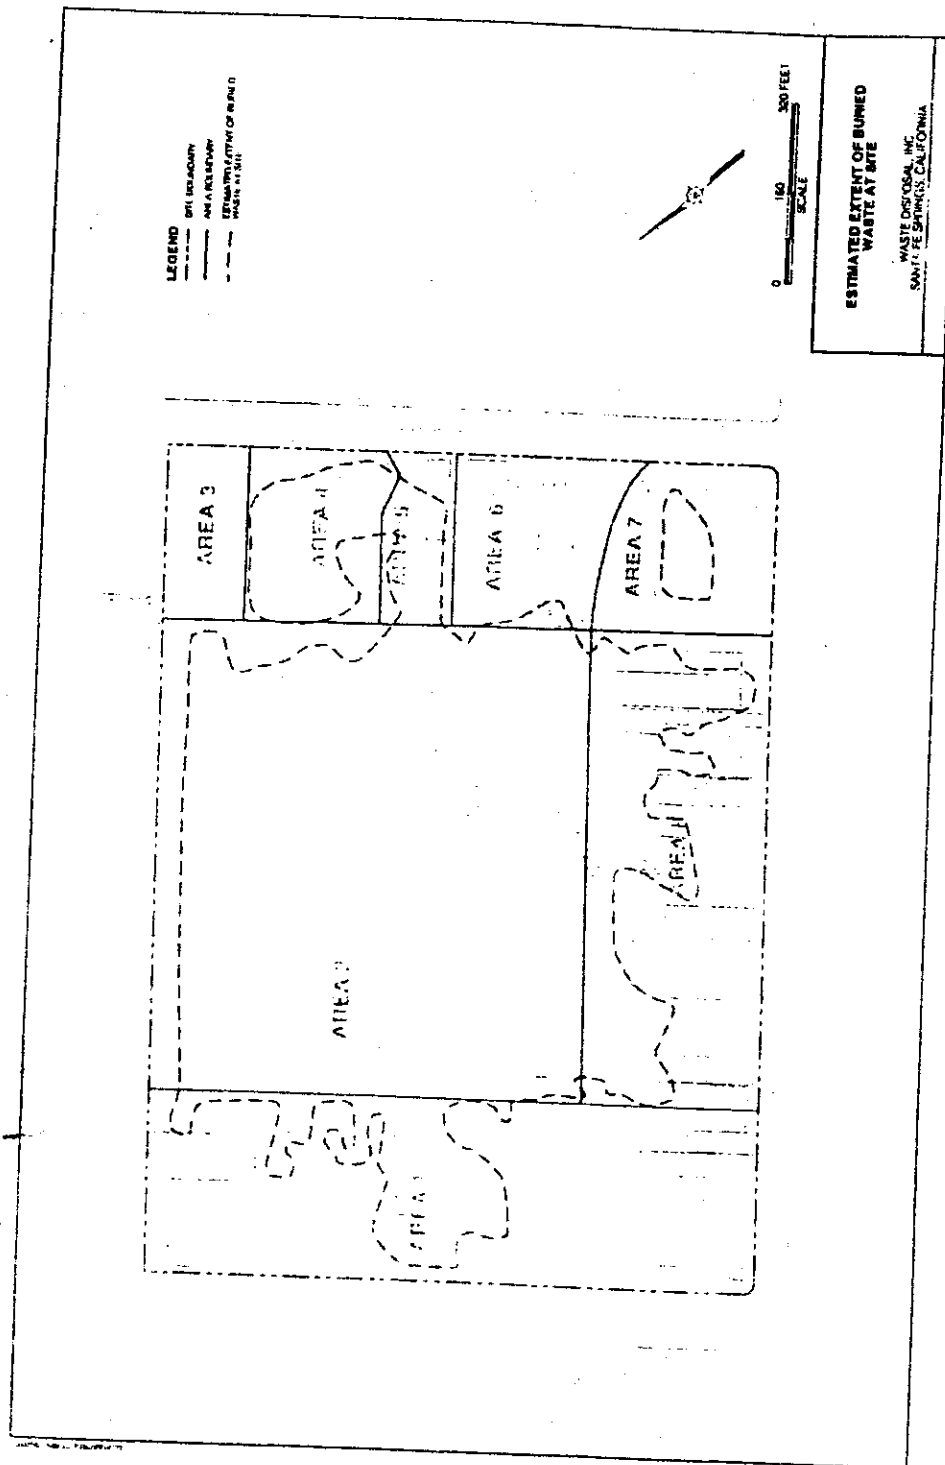 LEGEND
SITE BOUNDARY
AREA BOUNDARY
ESTIMATED EXTENT OF BURIED
WASTE AT SITE
0 160 320 FEET
SCALE
ESTIMATED EXTENT OF BURIED
WASTE AT SITE
WASTE DISPOSAL, INC.
SANTA FE SPRINGS, CALIFORNIA
AREA 3
AREA 4
AREA 5
AREA 6
AREA 7
AREA 2
AREA
AREA